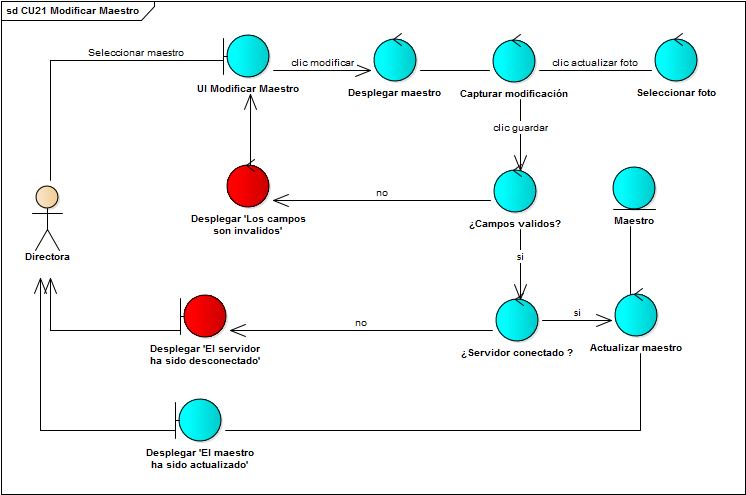 sd CU21 Modificar Maestro
Seleccionar maestro
clic modificar
clic actualizar foto
UI Modificar Maestro
Desplegar maestro
Capturar modificación
Seleccionar foto
clic guardar
no
Desplegar 'Los campos
son invalidos'
¿Campos validos?
Maestro
Directora
si
no
si
Desplegar 'El servidor
ha sido desconectado'
¿Servidor conectado ?
Actualizar maestro
Desplegar 'El maestro
ha sido actualizado'